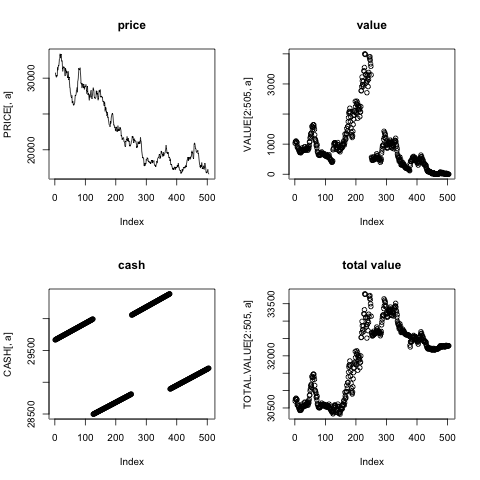 price
PRICE[, a]
20000 30000
0 100 200 300 400 500
Index
value
VALUE[2:505, a]
0 1000 3000
0 100 200 300 400 500
Index
cash
CASH[, a]
28500 29500
0 100 200 300 400 500
Index
total value
TOTAL.VALUE[2:505, a]
30500 32000 33500
0 100 200 300 400 500
Index